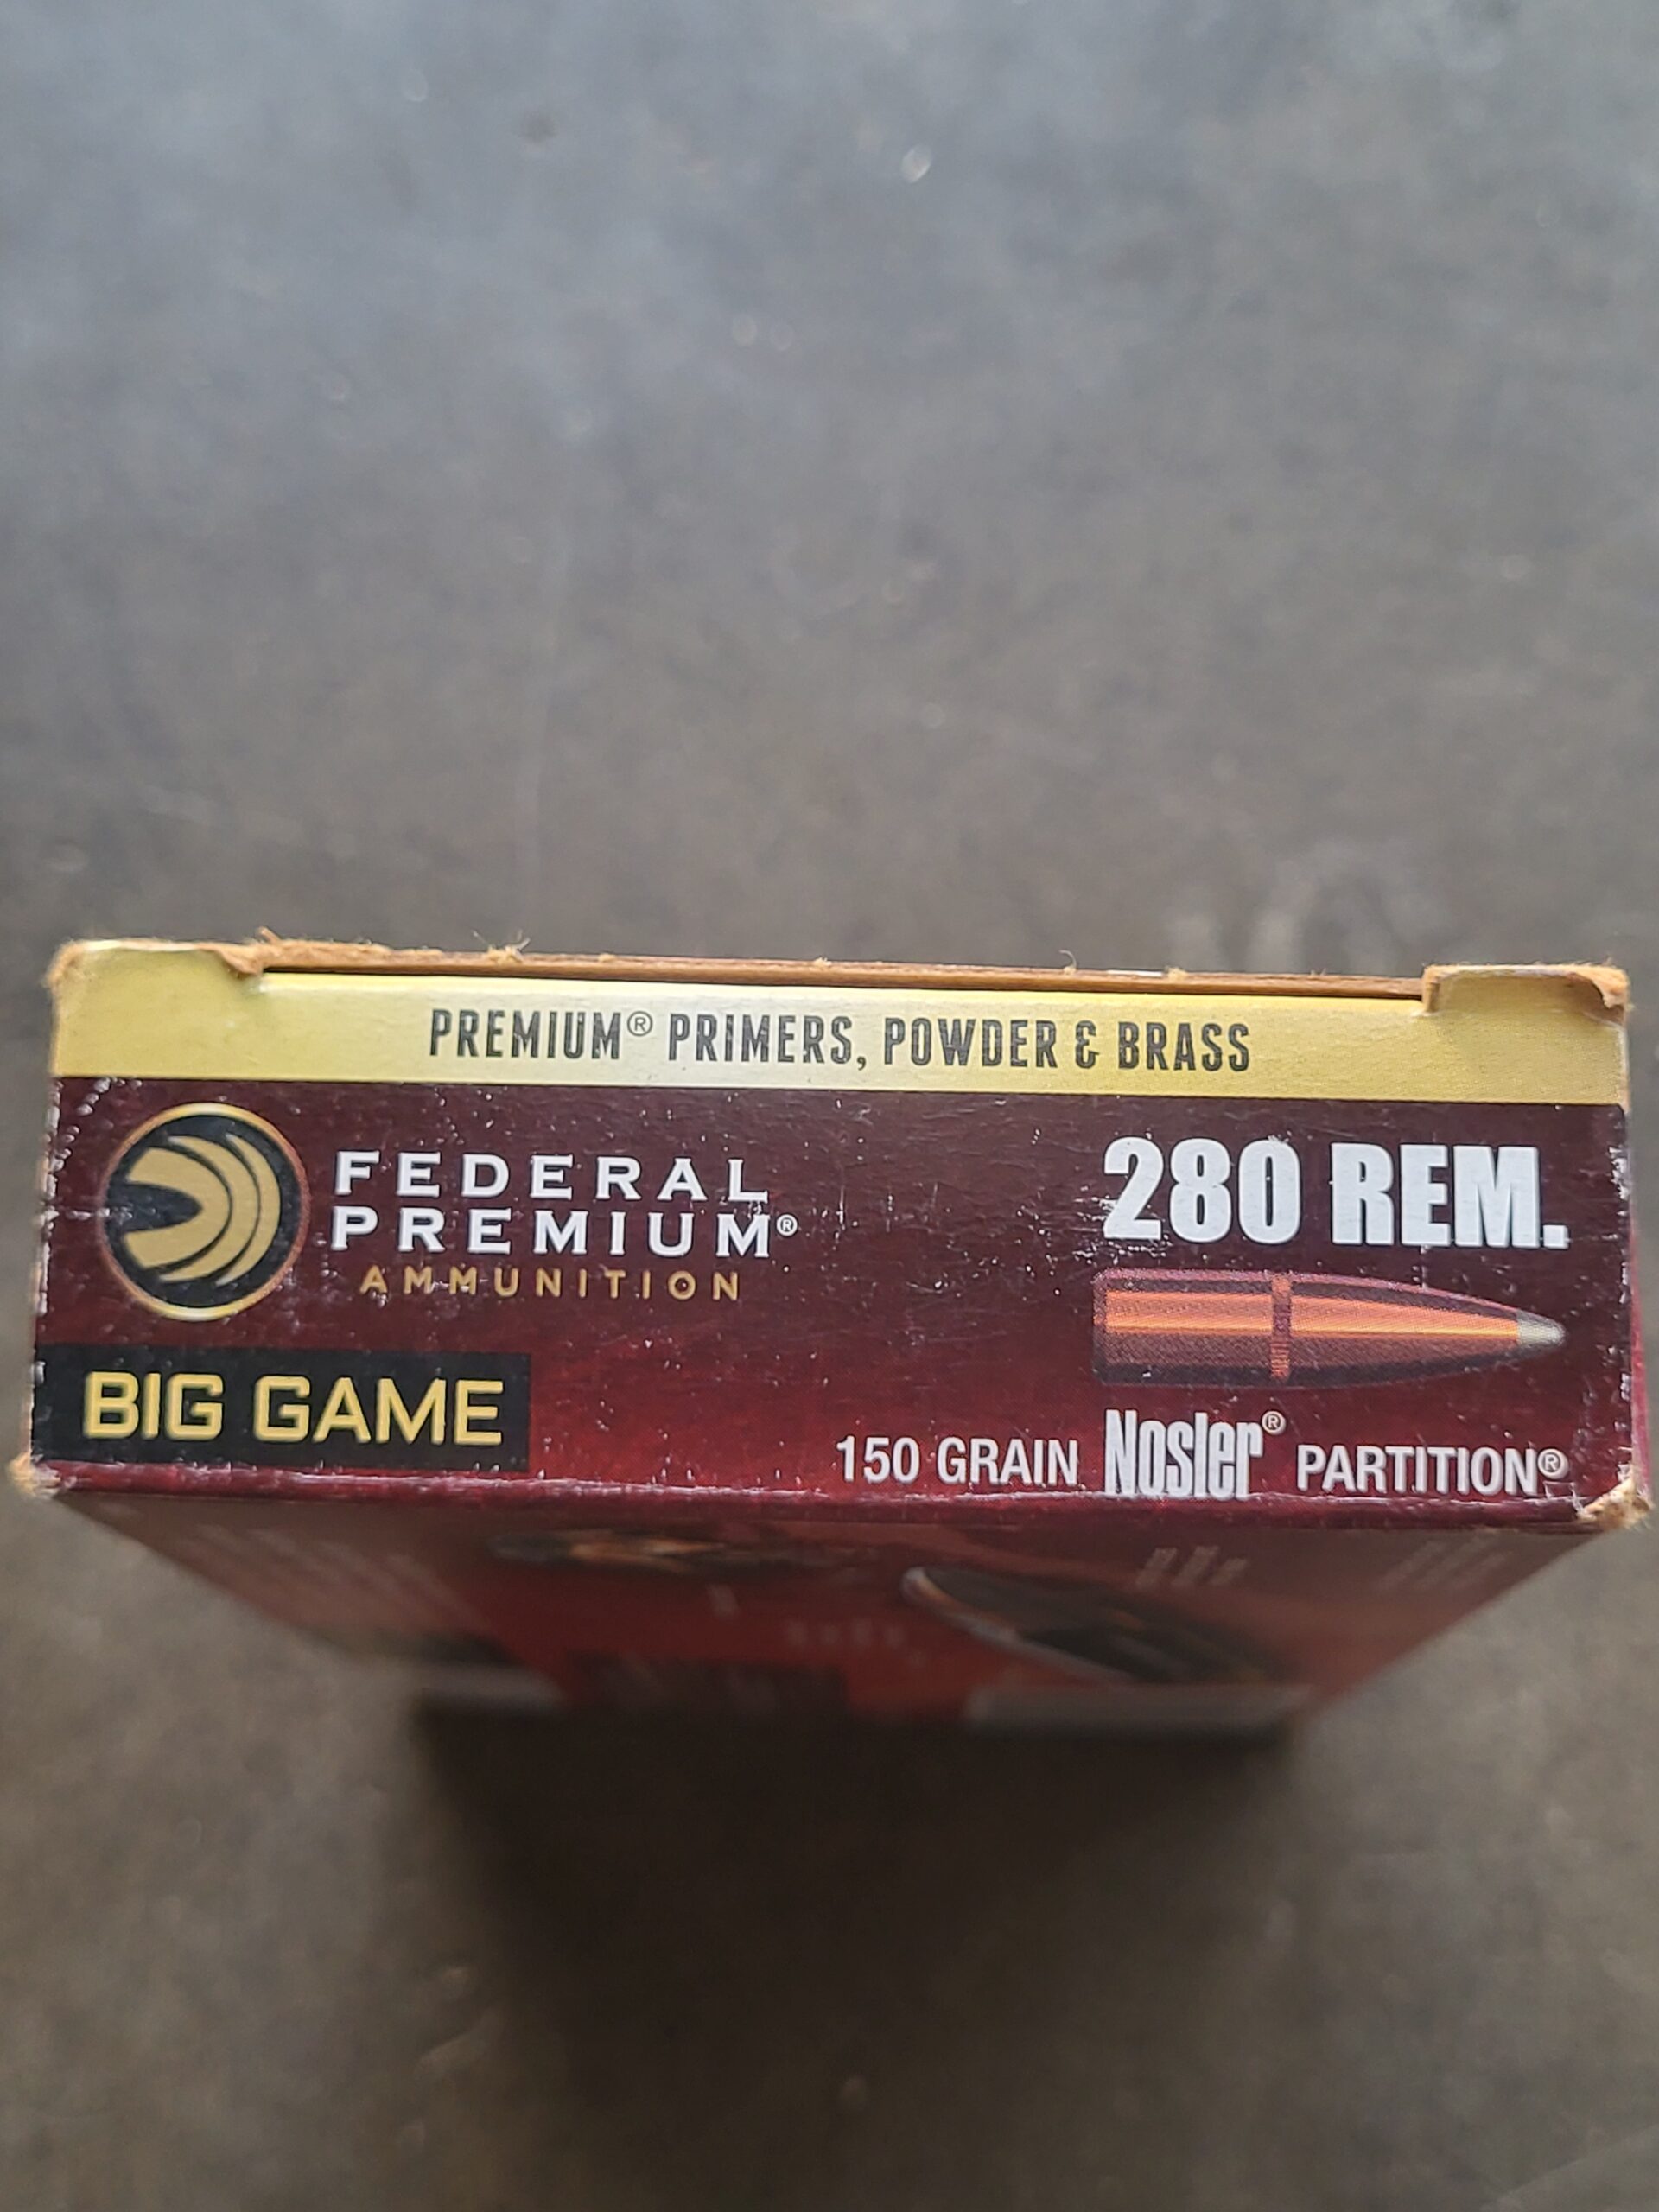 PREMIUM® PRIMERS, POWDER & BRASS
FEDERAL
PREMIUM®
AMMUNITION
BIG GAME
280 REM.
150 GRAIN Nosler® PARTITION®